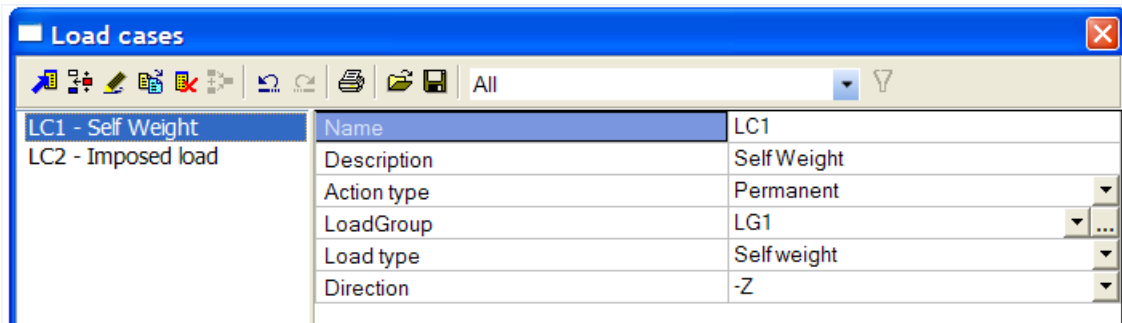 Load cases
All
LC1 - Self Weight
LC2 - Imposed load
Name LC1
Description Self Weight
Action type Permanent
LoadGroup LG1 ...
Load type Self weight
Direction -Z